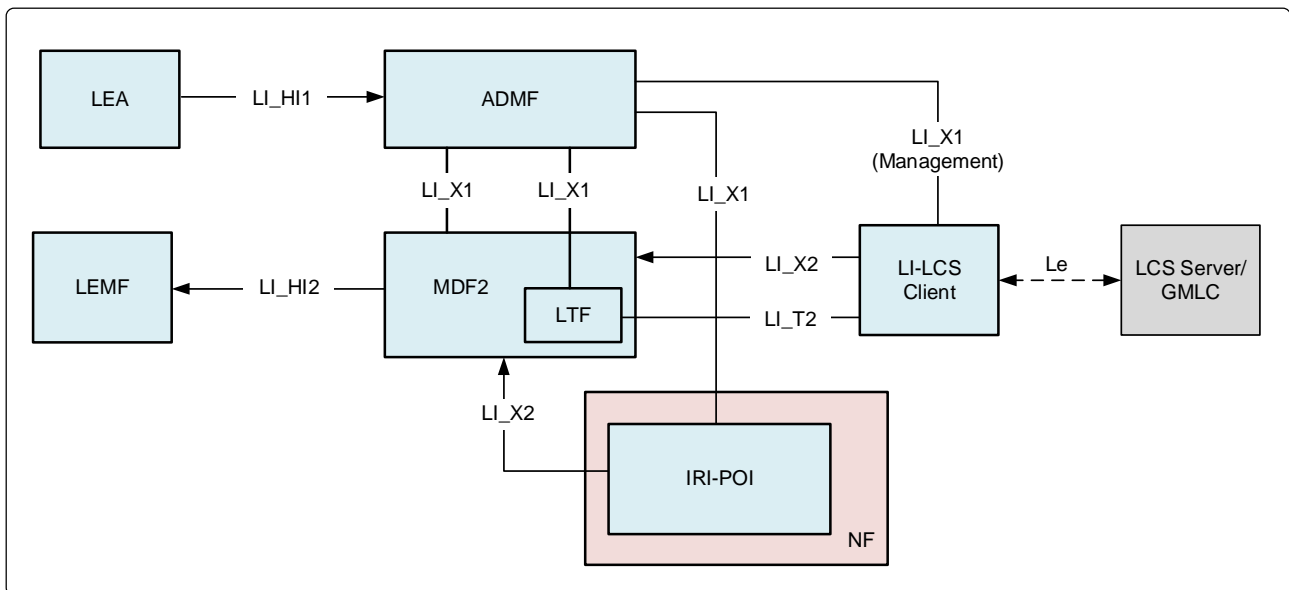 LEA
LI_HI1
ADMF
LI_X1
(Management)
LI_X1
LI_X1
LI_X1
LEMF
LI_HI2
MDF2
LTF
LI_X2
LI_T2
LI-LCS
Client
Le
LCS Server/
GMLC
LI_X2
IRI-POI
NF